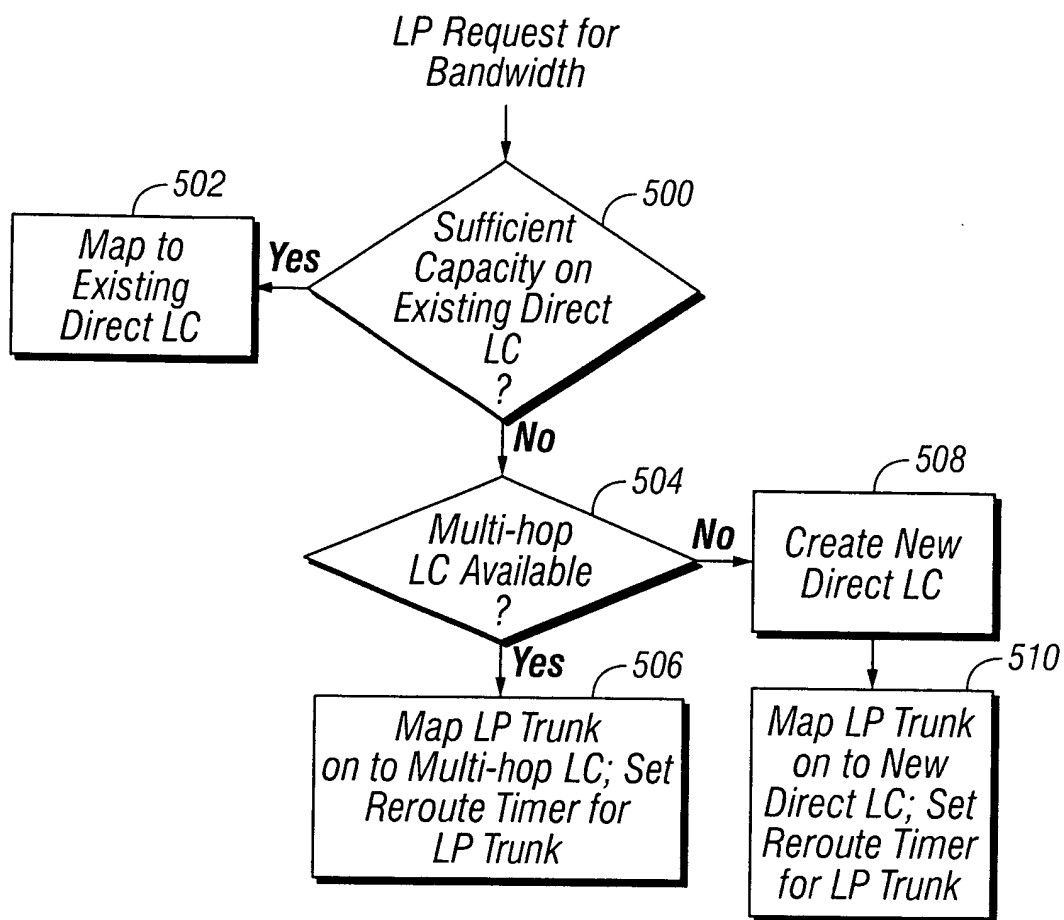 LP Request for
Bandwidth
502
500
Map to
Existing
Direct LC
Yes
Sufficient
Capacity on
Existing Direct
LC
?
No
504
508
Multi-hop
LC Available
?
No
Create New
Direct LC
Yes
506
510
Map LP Trunk
on to Multi-hop LC; Set
Reroute Timer for
LP Trunk
Map LP Trunk
on to New
Direct LC; Set
Reroute Timer
for LP Trunk